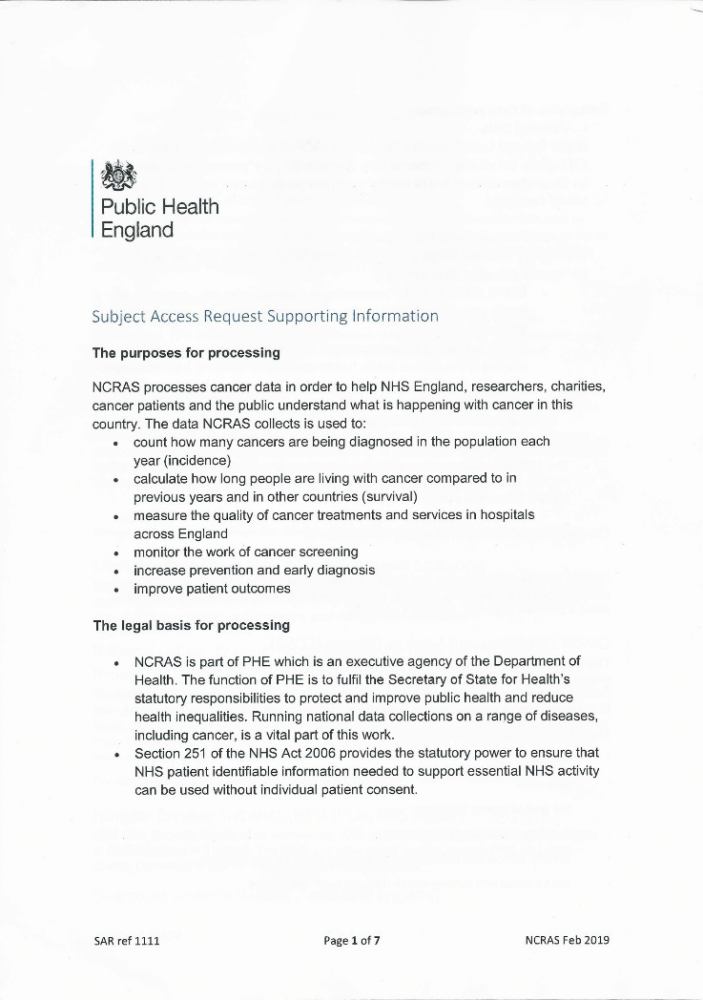 Public Health
England
Subject Access Request Supporting Information
The purposes for processing
NCRAS processes cancer data in order to help NHS England, researchers, charities,
cancer patients and the public understand what is happening with cancer in this
country. The data NCRAS collects is used to:
• count how many cancers are being diagnosed in the population each
year (incidence)
• calculate how long people are living with cancer compared to in
previous years and in other countries (survival)
• measure the quality of cancer treatments and services in hospitals
across England
• monitor the work of cancer screening
• increase prevention and early diagnosis
• improve patient outcomes
The legal basis for processing
• NCRAS is part of PHE which is an executive agency of the Department of
Health. The function of PHE is to fulfil the Secretary of State for Health's
statutory responsibilities to protect and improve public health and reduce
health inequalities. Running national data collections on a range of diseases,
including cancer, is a vital part of this work.
• Section 251 of the NHS Act 2006 provides the statutory power to ensure that
NHS patient identifiable information needed to support essential NHS activity
can be used without individual patient consent.
SAR ref 1111 Page 1 of 7 NCRAS Feb 2019